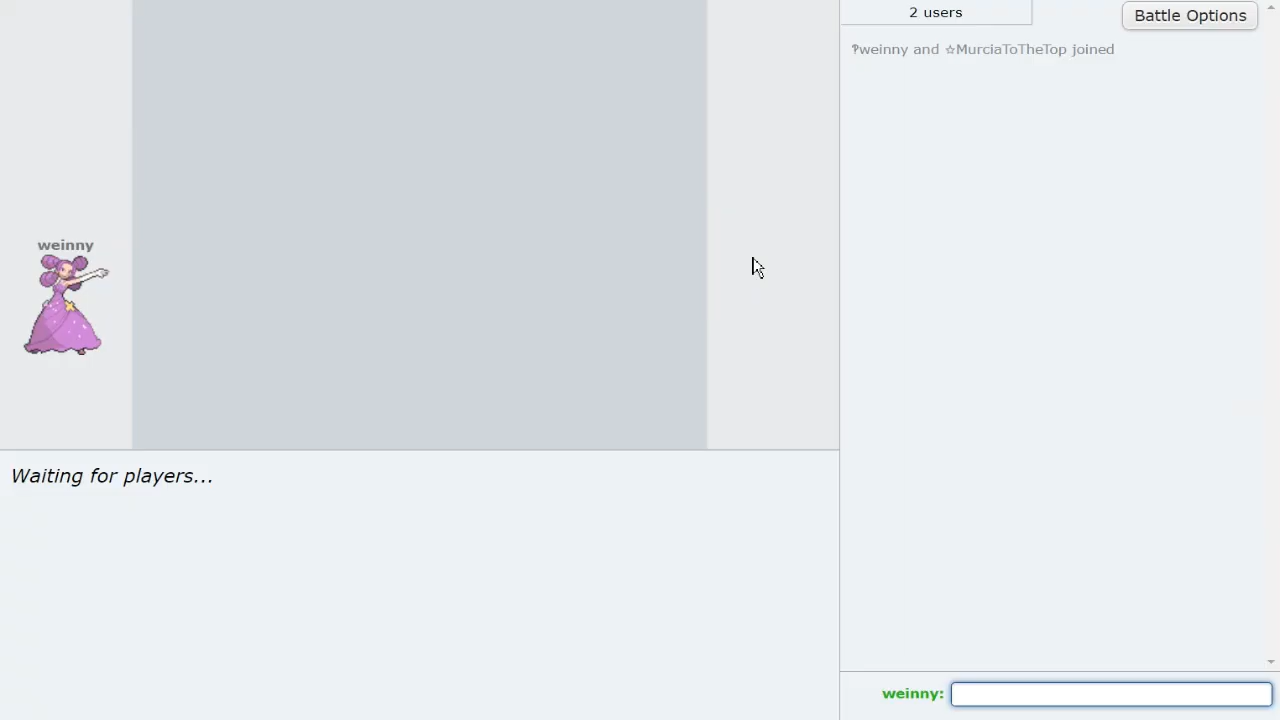 2 users
Battle Options
‽weinny and ☆MurciaToTheTop joined
weinny
Waiting for players...
weinny: